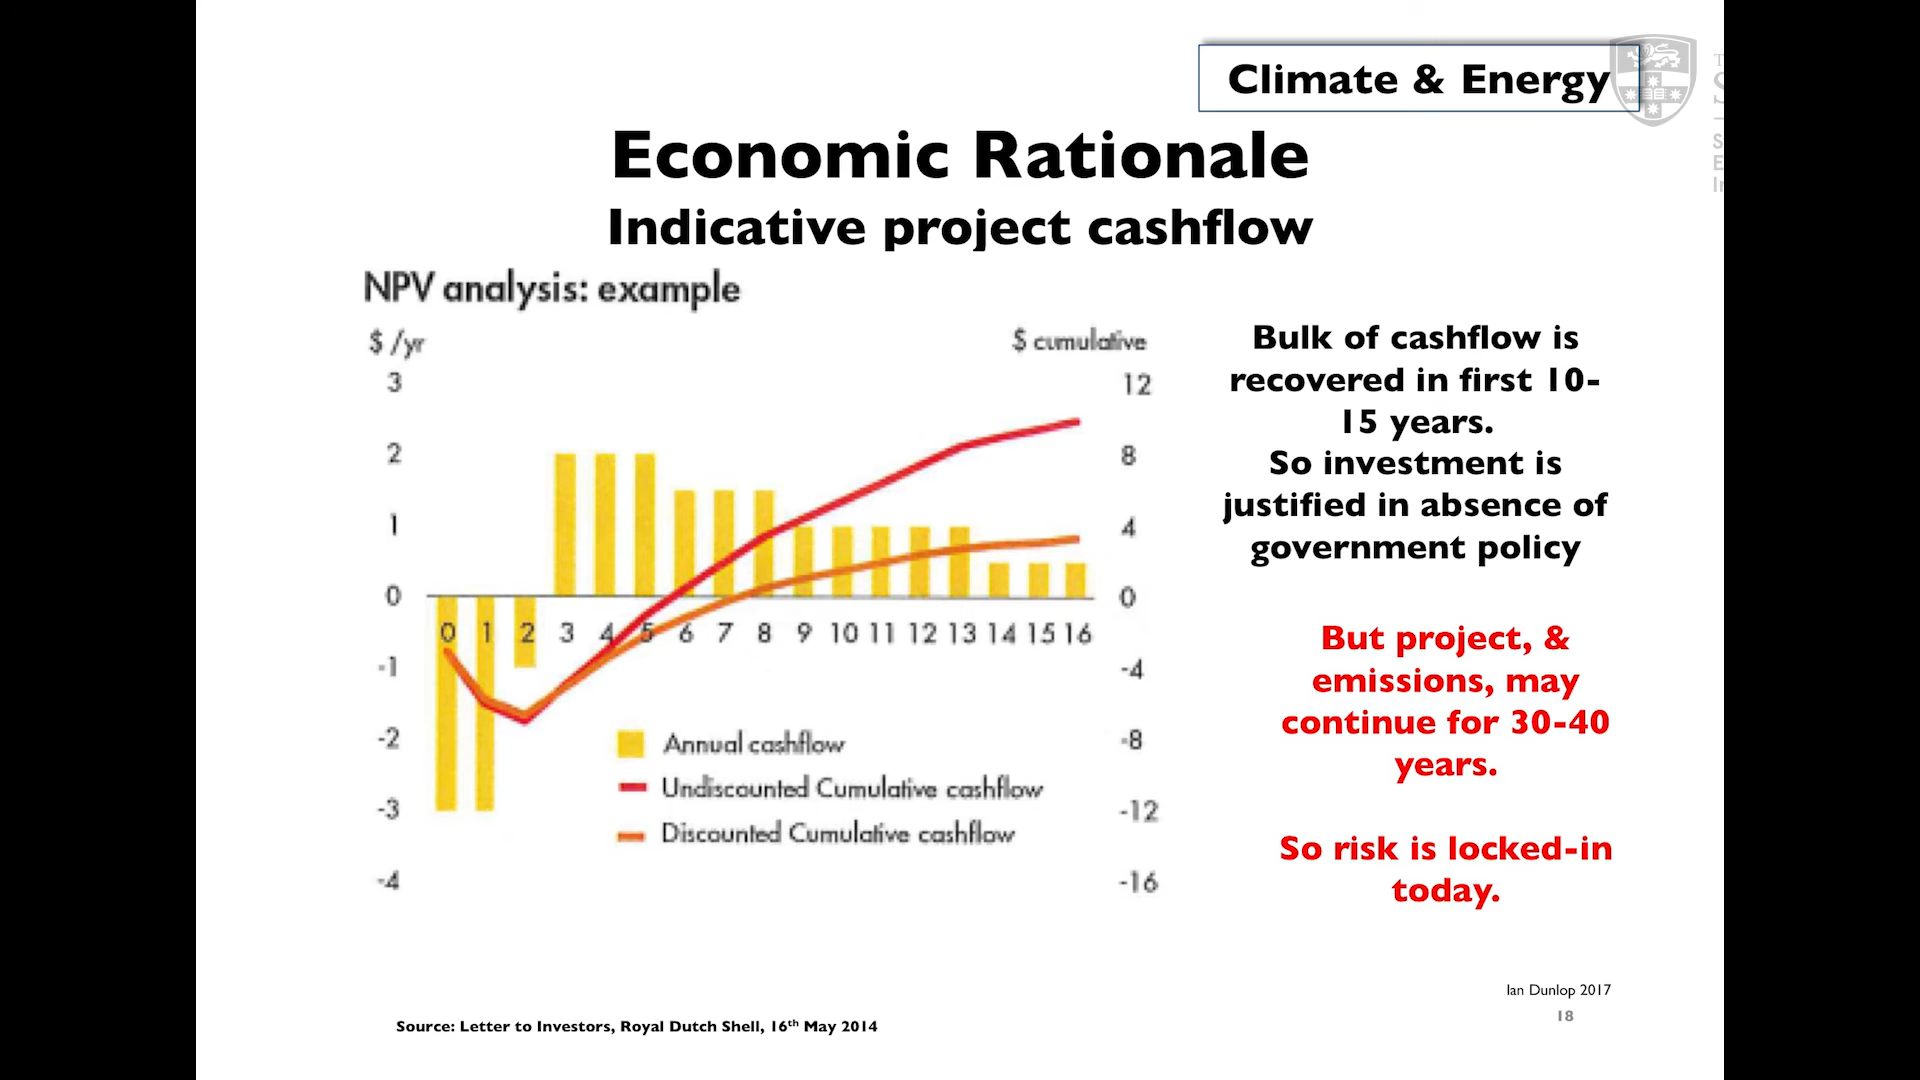 Climate & Energy
T
S
S
E
In
Economic Rationale
Indicative project cashflow
NPV analysis: example
$ /yr
$ cumulative
3
2
1
0
-1
-2
-3
-4
12
8
4
0
-4
-8
-12
-16
0 1 2 3 4 5 6 7 8 9 10 11 12 13 14 15 16
Annual cashflow
Undiscounted Cumulative cashflow
Discounted Cumulative cashflow
Bulk of cashflow is
recovered in first 10-
15 years.
So investment is
justified in absence of
government policy
But project, &
emissions, may
continue for 30-40
years.
So risk is locked-in
today.
Ian Dunlop 2017
18
Source: Letter to Investors, Royal Dutch Shell, 16th May 2014